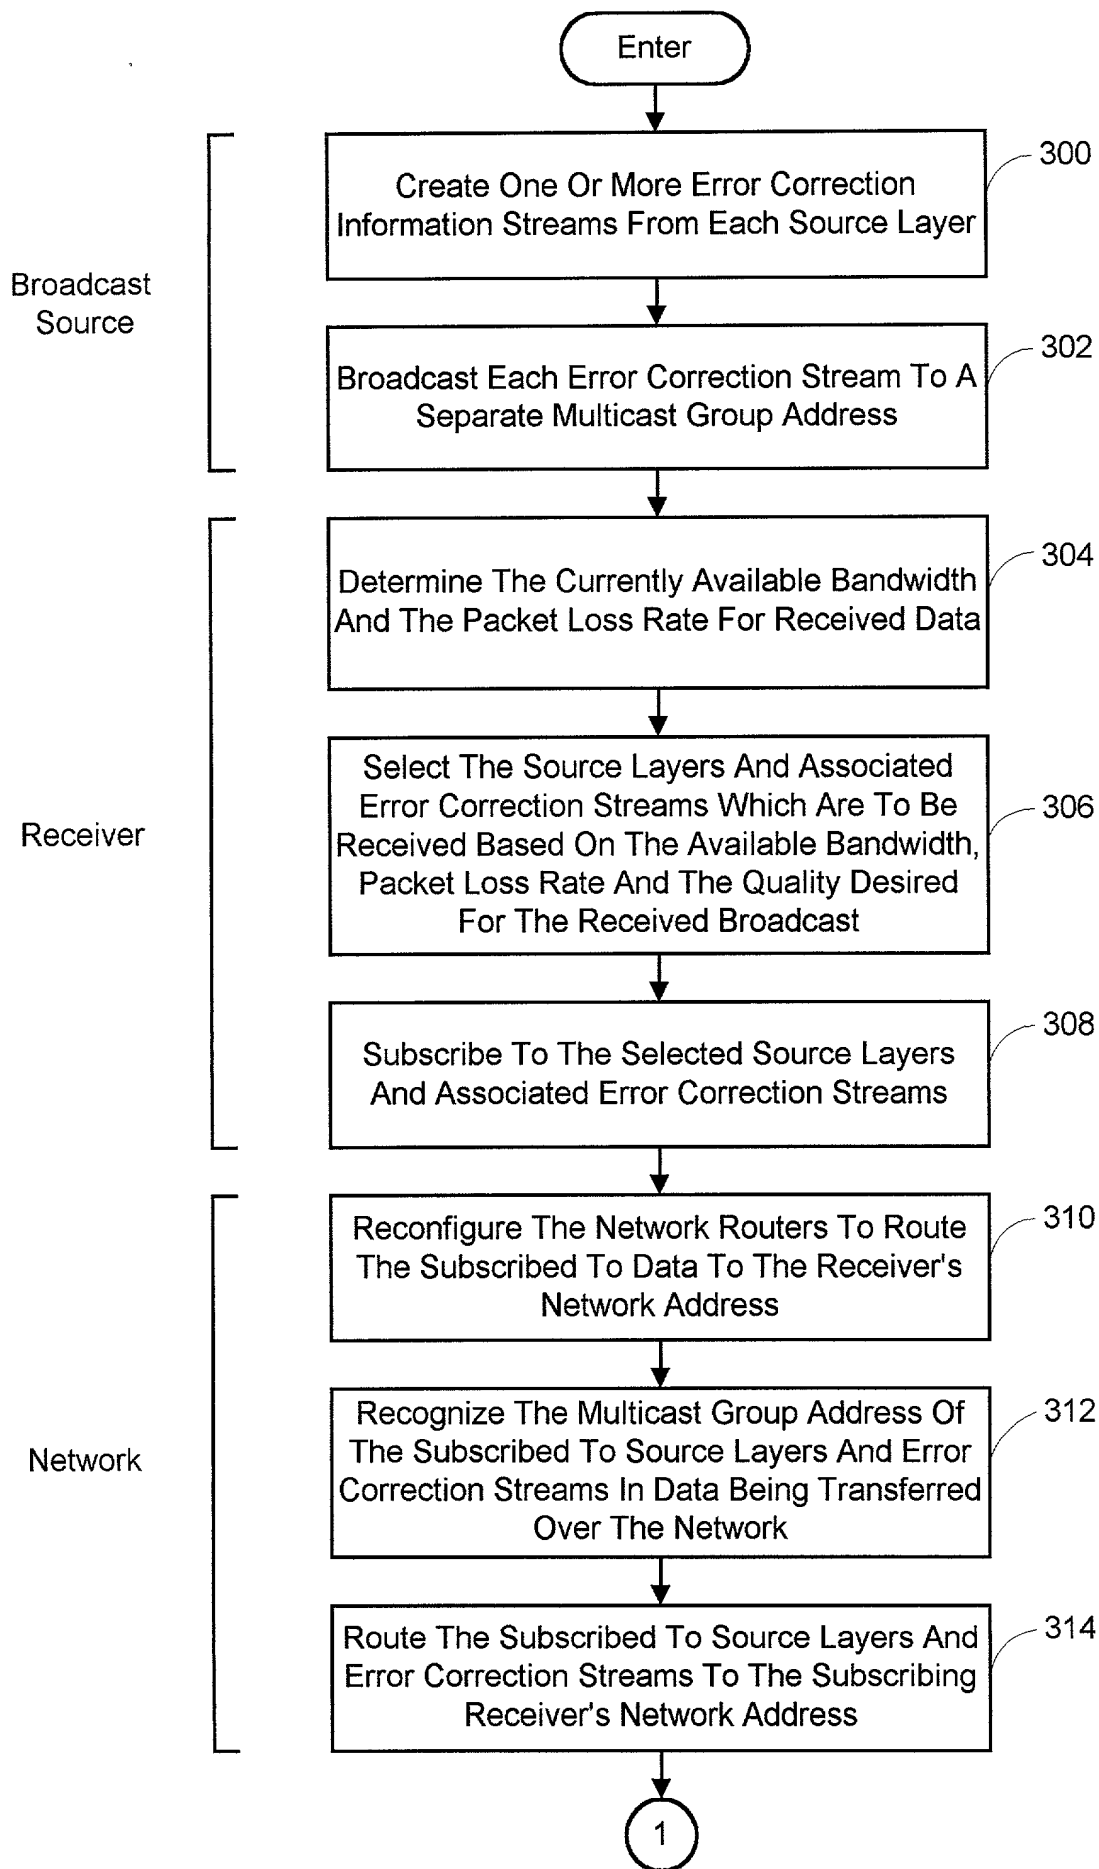 Enter
300
Create One Or More Error Correction
Information Streams From Each Source Layer
Broadcast
Source
302
Broadcast Each Error Correction Stream To A
Separate Multicast Group Address
304
Determine The Currently Available Bandwidth
And The Packet Loss Rate For Received Data
Receiver
306
Select The Source Layers And Associated
Error Correction Streams Which Are To Be
Received Based On The Available Bandwidth,
Packet Loss Rate And The Quality Desired
For The Received Broadcast
308
Subscribe To The Selected Source Layers
And Associated Error Correction Streams
310
Reconfigure The Network Routers To Route
The Subscribed To Data To The Receiver's
Network Address
Network
312
Recognize The Multicast Group Address Of
The Subscribed To Source Layers And Error
Correction Streams In Data Being Transferred
Over The Network
314
Route The Subscribed To Source Layers And
Error Correction Streams To The Subscribing
Receiver's Network Address
1